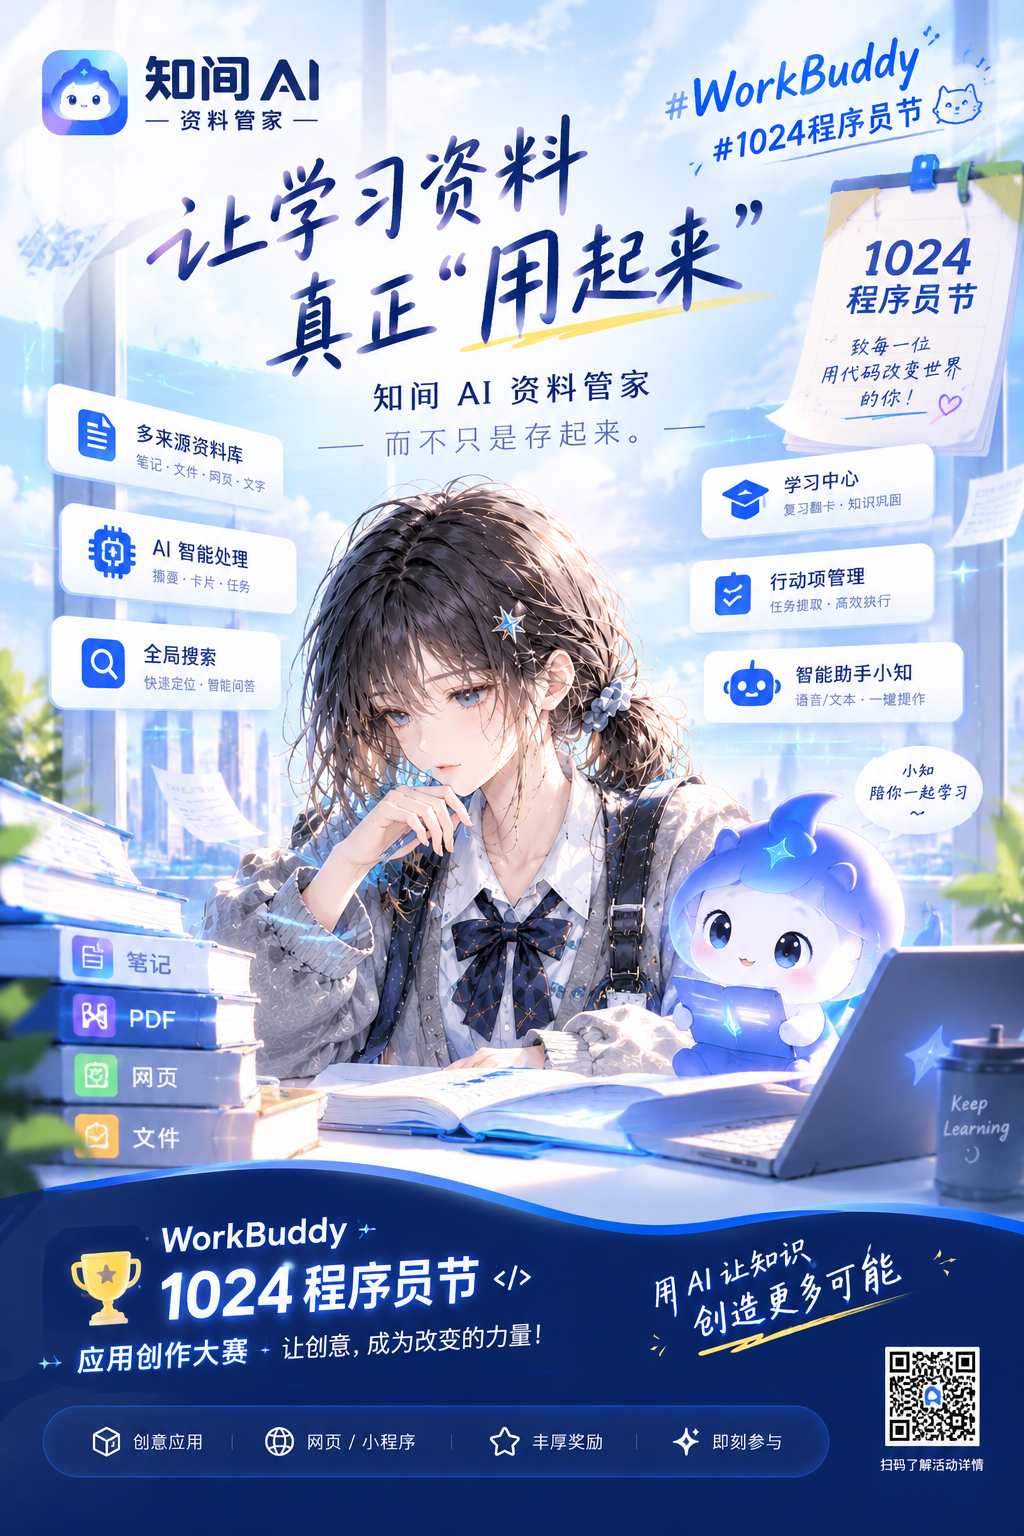 知间 AI
— 资料管家 —
#WorkBuddy
#1024程序员节
让学习资料
真正“用起来”
知间 AI 资料管家
—— 而不只是存起来。——
1024
程序员节
致每一位
用代码改变世界
的你!
多来源资料库
笔记·文件·网页·文字
AI 智能处理
摘要·卡片·任务
全局搜索
快速定位·智能问答
学习中心
复习翻卡·知识巩固
行动项管理
任务提取·高效执行
智能助手小知
语音/文本·一键操作
小知
陪你一起学习
~
笔记
PDF
网页
文件
Keep
Learning
WorkBuddy
1024 程序员节 </>
应用创作大赛
让创意,成为改变的力量!
用 AI 让知识
创造更多可能
创意应用
网页 / 小程序
丰厚奖励
即刻参与
扫码了解活动详情